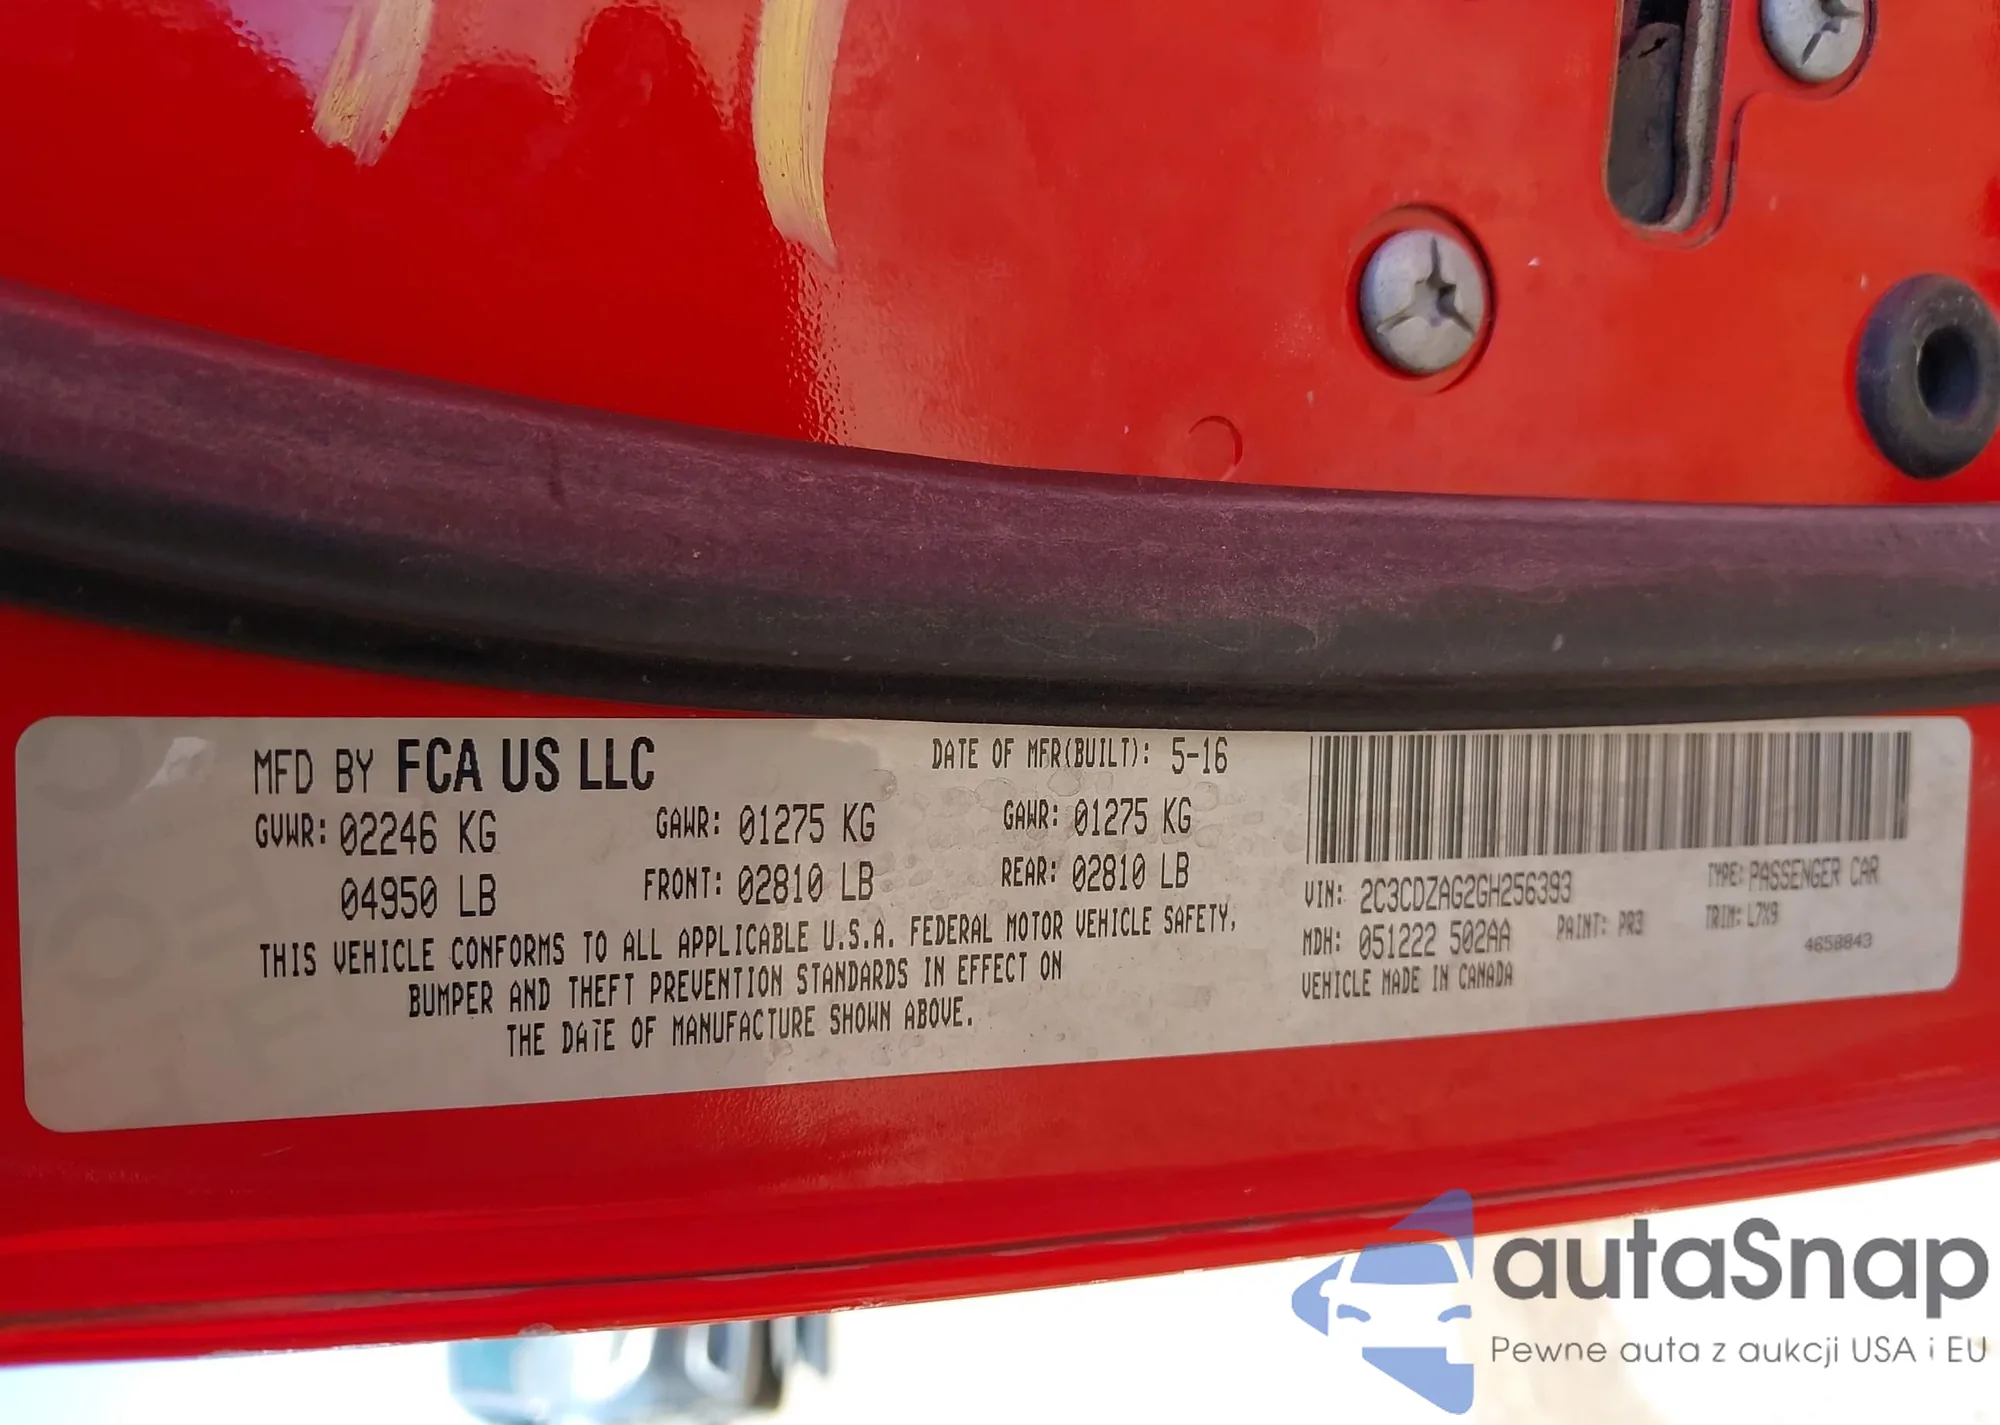 MFD BY FCA US LLC
DATE OF MFR(BUILT): 5-16
GVWR: 02246 KG
04950 LB
GAWR: 01275 KG
FRONT: 02810 LB
GAWR: 01275 KG
REAR: 02810 LB
THIS VEHICLE CONFORMS TO ALL APPLICABLE U.S.A. FEDERAL MOTOR VEHICLE SAFETY,
BUMPER AND THEFT PREVENTION STANDARDS IN EFFECT ON
THE DATE OF MANUFACTURE SHOWN ABOVE.
VIN: 2C3CDZAG2GH256393
TYPE: PASSENGER CAR
MDH: 051222 502AA
PAINT: PR3
TRIM: L7X9
4658843
VEHICLE MADE IN CANADA
autaSnap
Pewne auta z aukcji USA i EU